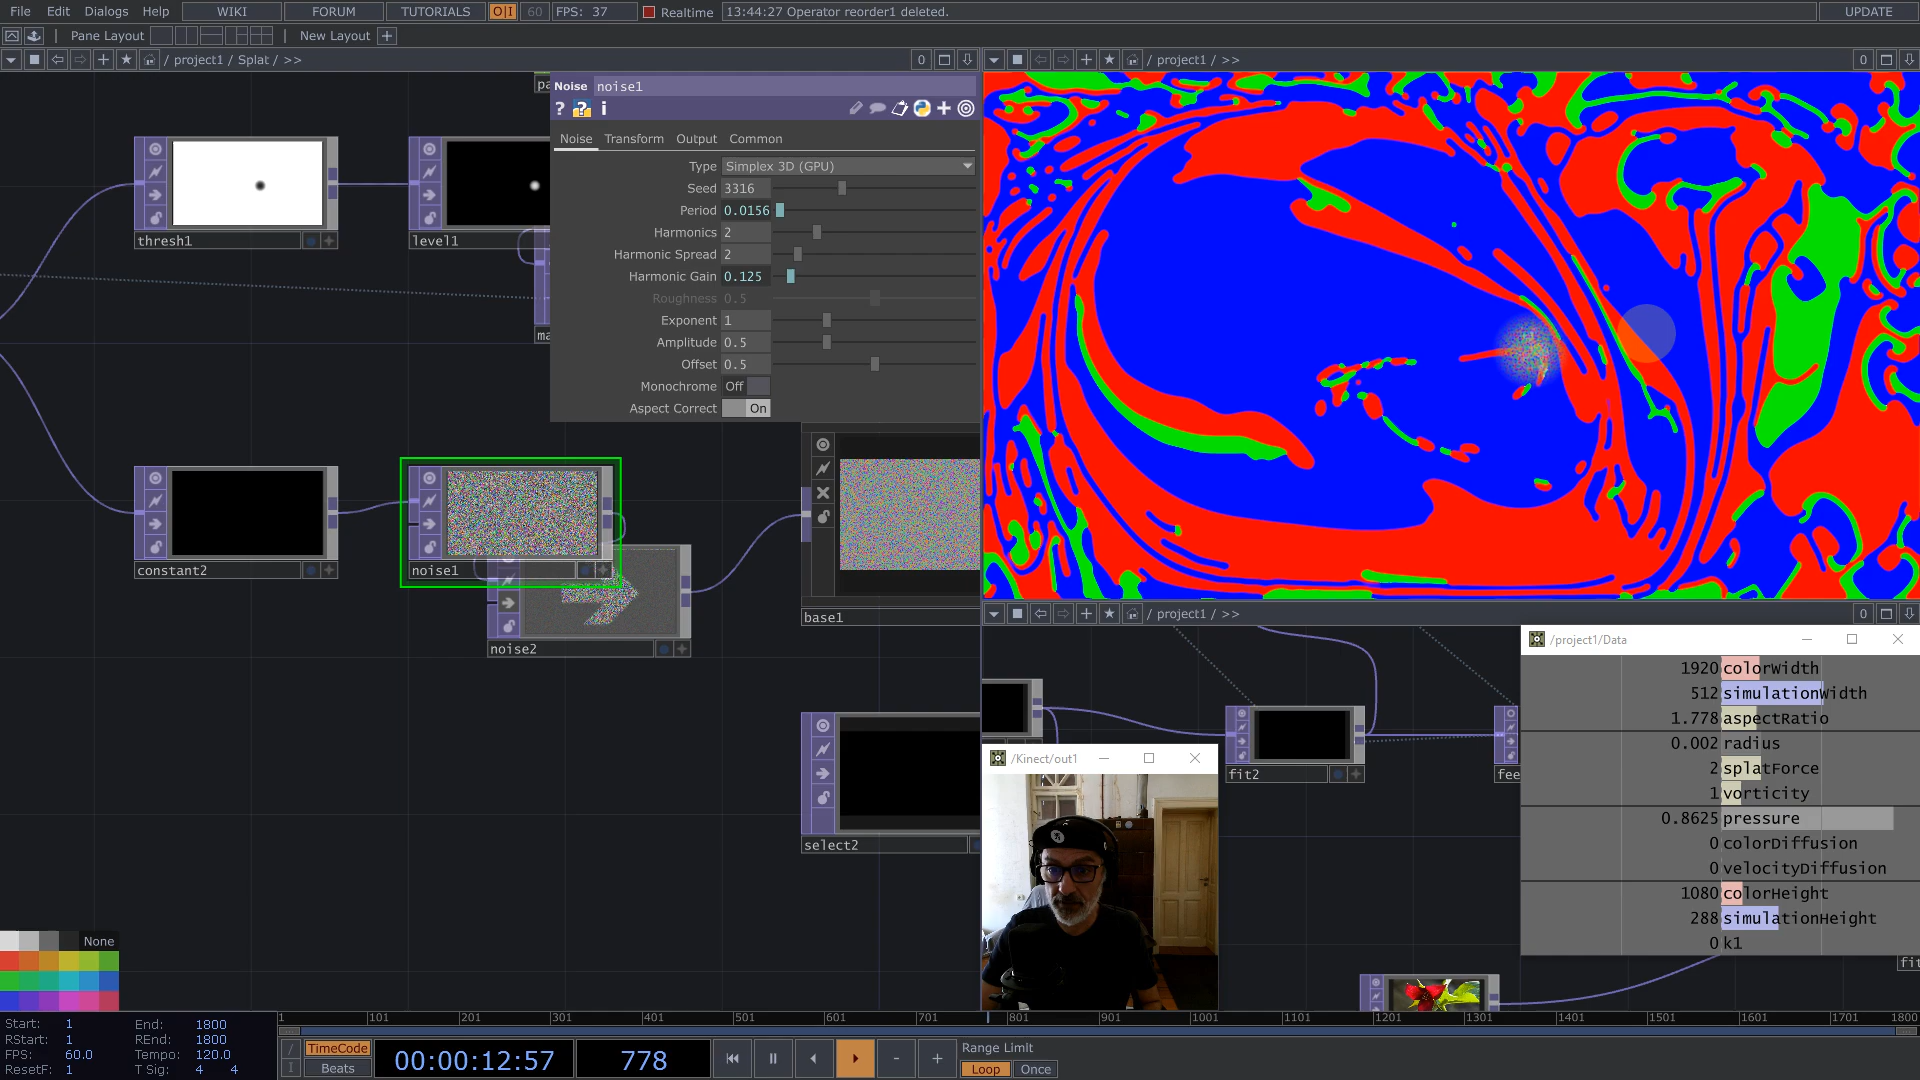 File Edit Dialogs Help WIKI FORUM TUTORIALS O|I 60 FPS: 37 Realtime 13:44:27 Operator reorder1 deleted. UPDATE
Pane Layout New Layout
/ project1 / Splat / >> 0
/ project1 / >> 0
pa
Noise noise1
? ? i
Noise Transform Output Common
Type Simplex 3D (GPU)
Seed 3316
Period 0.0156
Harmonics 2
Harmonic Spread 2
Harmonic Gain 0.125
Roughness 0.5
Exponent 1
Amplitude 0.5
Offset 0.5
Monochrome Off
Aspect Correct On
thresh1
level1
ma
constant2
noise1
noise2
base1
select2
/ project1 / >> 0
fit2
fee
/Kinect/out1
/project1/Data
1920 colorWidth
512 simulationWidth
1.778 aspectRatio
0.002 radius
2 splatForce
1 vorticity
0.8625 pressure
0 colorDiffusion
0 velocityDiffusion
1080 colorHeight
288 simulationHeight
0 k1
fit
None
Start: 1 End: 1800
RStart: 1 REnd: 1800
FPS: 60.0 Tempo: 120.0
ResetF: 1 T Sig: 4 4
1 101 201 301 401 501 601 701 801 901 1001 1101 1201 1301 1401 1501 1601 1701 1800
TimeCode
Beats
00:00:12:57
778
Range Limit
Loop Once